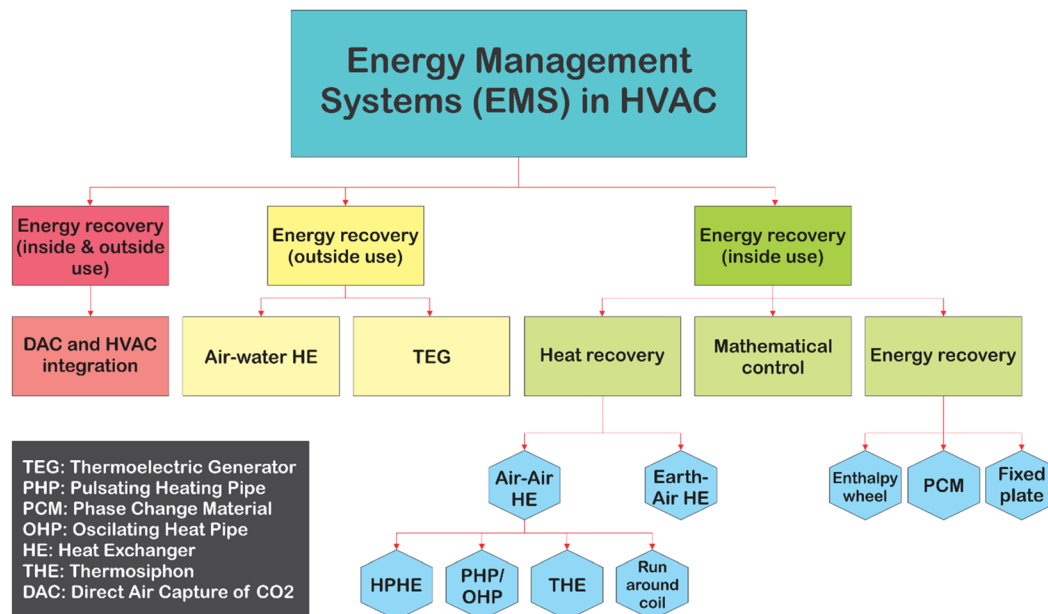 Energy Management
Systems (EMS) in HVAC
Energy recovery
(inside & outside
use)
Energy recovery
(outside use)
Energy recovery
(inside use)
DAC and HVAC
integration
Air-water HE
TEG
Heat recovery
Mathematical
control
Energy recovery
TEG: Thermoelectric Generator
PHP: Pulsating Heating Pipe
PCM: Phase Change Material
OHP: Oscilating Heat Pipe
HE: Heat Exchanger
THE: Thermosiphon
DAC: Direct Air Capture of CO2
Air-Air
HE
Earth-
Air HE
Enthalpy
wheel
PCM
Fixed
plate
HPHE
PHP/
OHP
THE
Run
around
coil